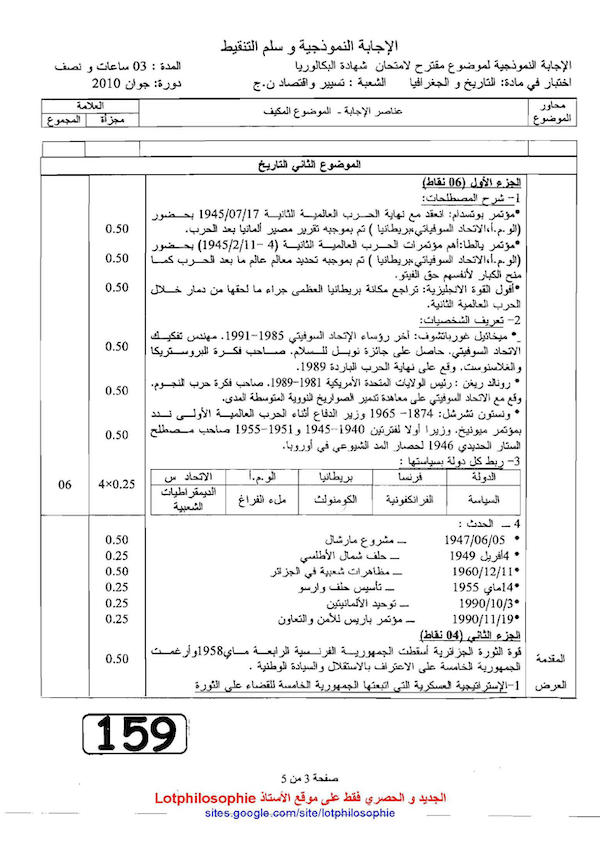 الإجابة النموذجية و سلم التنقيط
الإجابة النموذجية لموضوع مقترح لامتحان شهادة البكالوريا المدة : 03 ساعات و نصف
اختبار في مادة: التاريخ و الجغرافيا الشعبة : تسيير واقتصاد ن.ج دورة: جوان 2010
محاور الموضوع
عناصر الإجابة - الموضوع المكيف
العلامة
مجزأة
المجموع
الموضوع الثاني التاريخ
الجزء الأول (06 نقاط)
1- شرح المصطلحات:
•مؤتمر بوتسدام: انعقد مع نهاية الحرب العالمية الثانية 1945/07/17 بحضور
(الو.م.أ،الاتحاد السوفياتي،بريطانيا ) تم بموجبه تقرير مصير ألمانيا بعد الحرب. 0.50
•مؤتمر يالطا:أهم مؤتمرات الحرب العالمية الثانية (4 -1945/2/11) بحضور
(الو.م.أ،الاتحاد السوفياتي،بريطانيا ) تم بموجبه تحديد معالم عالم ما بعد الحرب كما 0.50
منح الكبار لأنفسهم حق الفيتو.
•أفول القوة الانجليزية: تراجع مكانة بريطانيا العظمى جراء ما لحقها من دمار خلال 0.50
الحرب العالمية الثانية.
2- تعريف الشخصيات:
-• ميخائيل غورباتشوف: أخر رؤساء الإتحاد السوفيتي 1985-1991. مهندس تفكيك 0.50
الاتحاد السوفيتي. حاصل على جائزة نوبل للسلام. صاحب فكرة البروستريكا
والغلاسنوست. وقع على نهاية الحرب الباردة 1989.
• رونالد ريغن : رئيس الولايات المتحدة الأمريكية 1981-1989. صاحب فكرة حرب النجوم. 0.50
وقع مع الاتحاد السوفيتي على معاهدة تدمير الصواريخ النووية المتوسطة المدى.
• ونستون تشرشل: 1874- 1965 وزير الدفاع أثناء الحرب العالمية الأولى ندد
بمؤتمر ميونيخ. وزيرا أولا لفترتين 1940-1945 و1951-1955 صاحب مصطلح 0.50
الستار الحديدي 1946 لحصار المد الشيوعي في أوروبا.
3- ربط كل دولة بسياستها :
الدولة فرنسا بريطانيا الو.م.أ الاتحاد س
السياسة الفرانكفونية الكومنولث ملء الفراغ الديمقراطيات الشعبية 4×0.25 06
4 – الحدث :
• 1947/06/05 – مشروع مارشال 0.50
• 4أفريل 1949 – حلف شمال الأطلسي 0.25
•1960/12/11 – مظاهرات شعبية في الجزائر 0.50
•14ماي 1955 – تأسيس حلف وارسو 0.25
•1990/10/3 – توحيد الألمانيتين 0.25
•1990/11/19 – مؤتمر باريس للأمن والتعاون 0.25
الجزء الثاني (04 نقاط)
المقدمة قوة الثورة الجزائرية أسقطت الجمهورية الفرنسية الرابعة ماي1958وأرغمت 0.50
الجمهورية الخامسة على الاعتراف بالاستقلال والسيادة الوطنية .
العرض 1-الإستراتيجية العسكرية التي اتبعتها الجمهورية الخامسة للقضاء على الثورة
159
صفحة 3 من 5
الجديد و الحصري فقط على موقع الأستاذ Lotphilosophie
sites.google.com/site/lotphilosophie